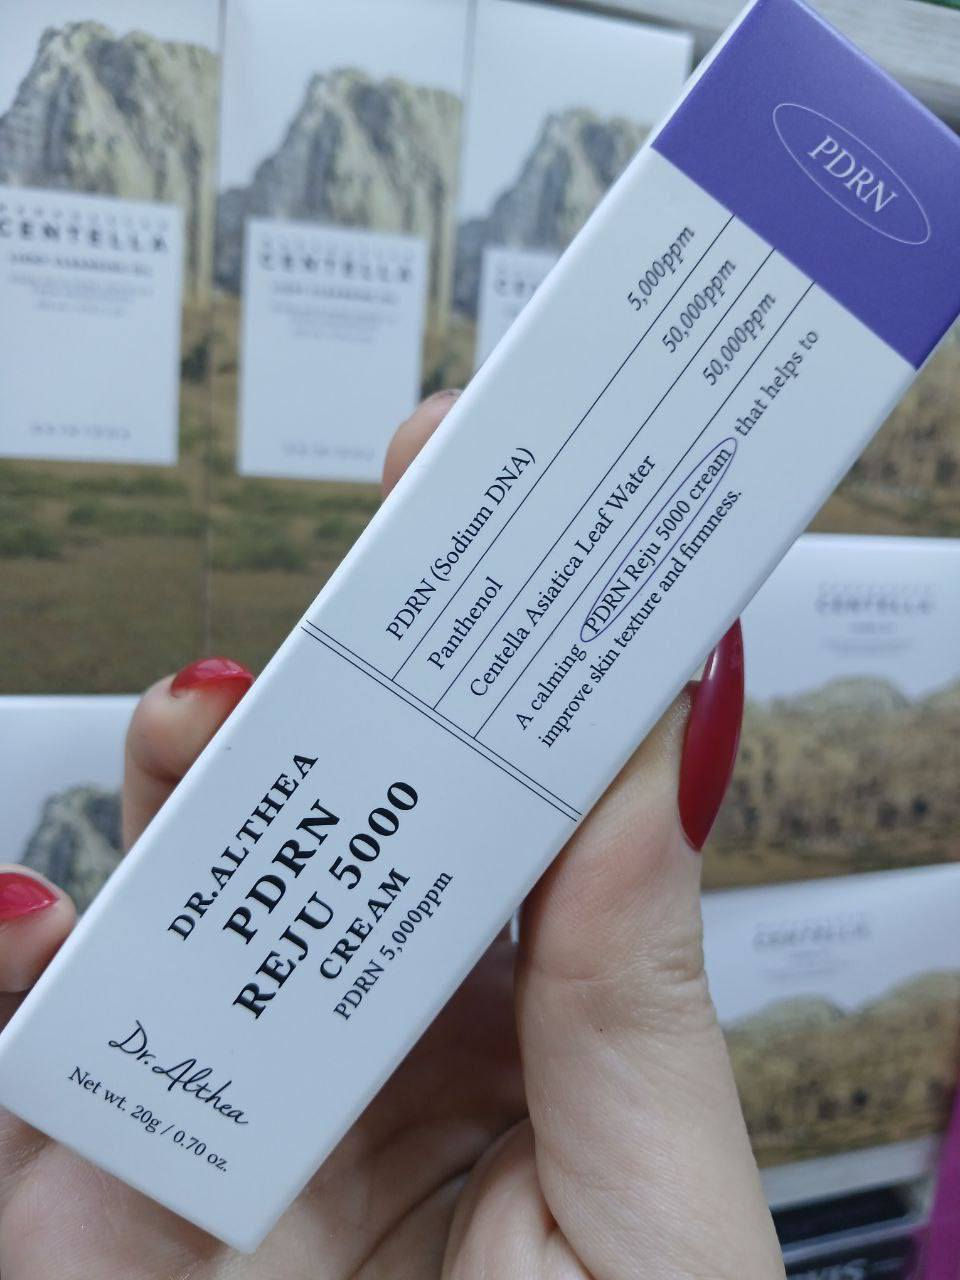 PDRN
PDRN (Sodium DNA) 5,000ppm
Panthenol 50,000ppm
Centella Asiatica Leaf Water 50,000ppm
A calming PDRN Reju 5000 cream that helps to
improve skin texture and firmness.
DR.ALTHEA
PDRN
REJU 5000
CREAM
PDRN 5,000ppm
Dr. Althea
Net wt. 20g / 0.70 oz.
CENTELLA
CENTELLA
CENTELLA
CENTELLA